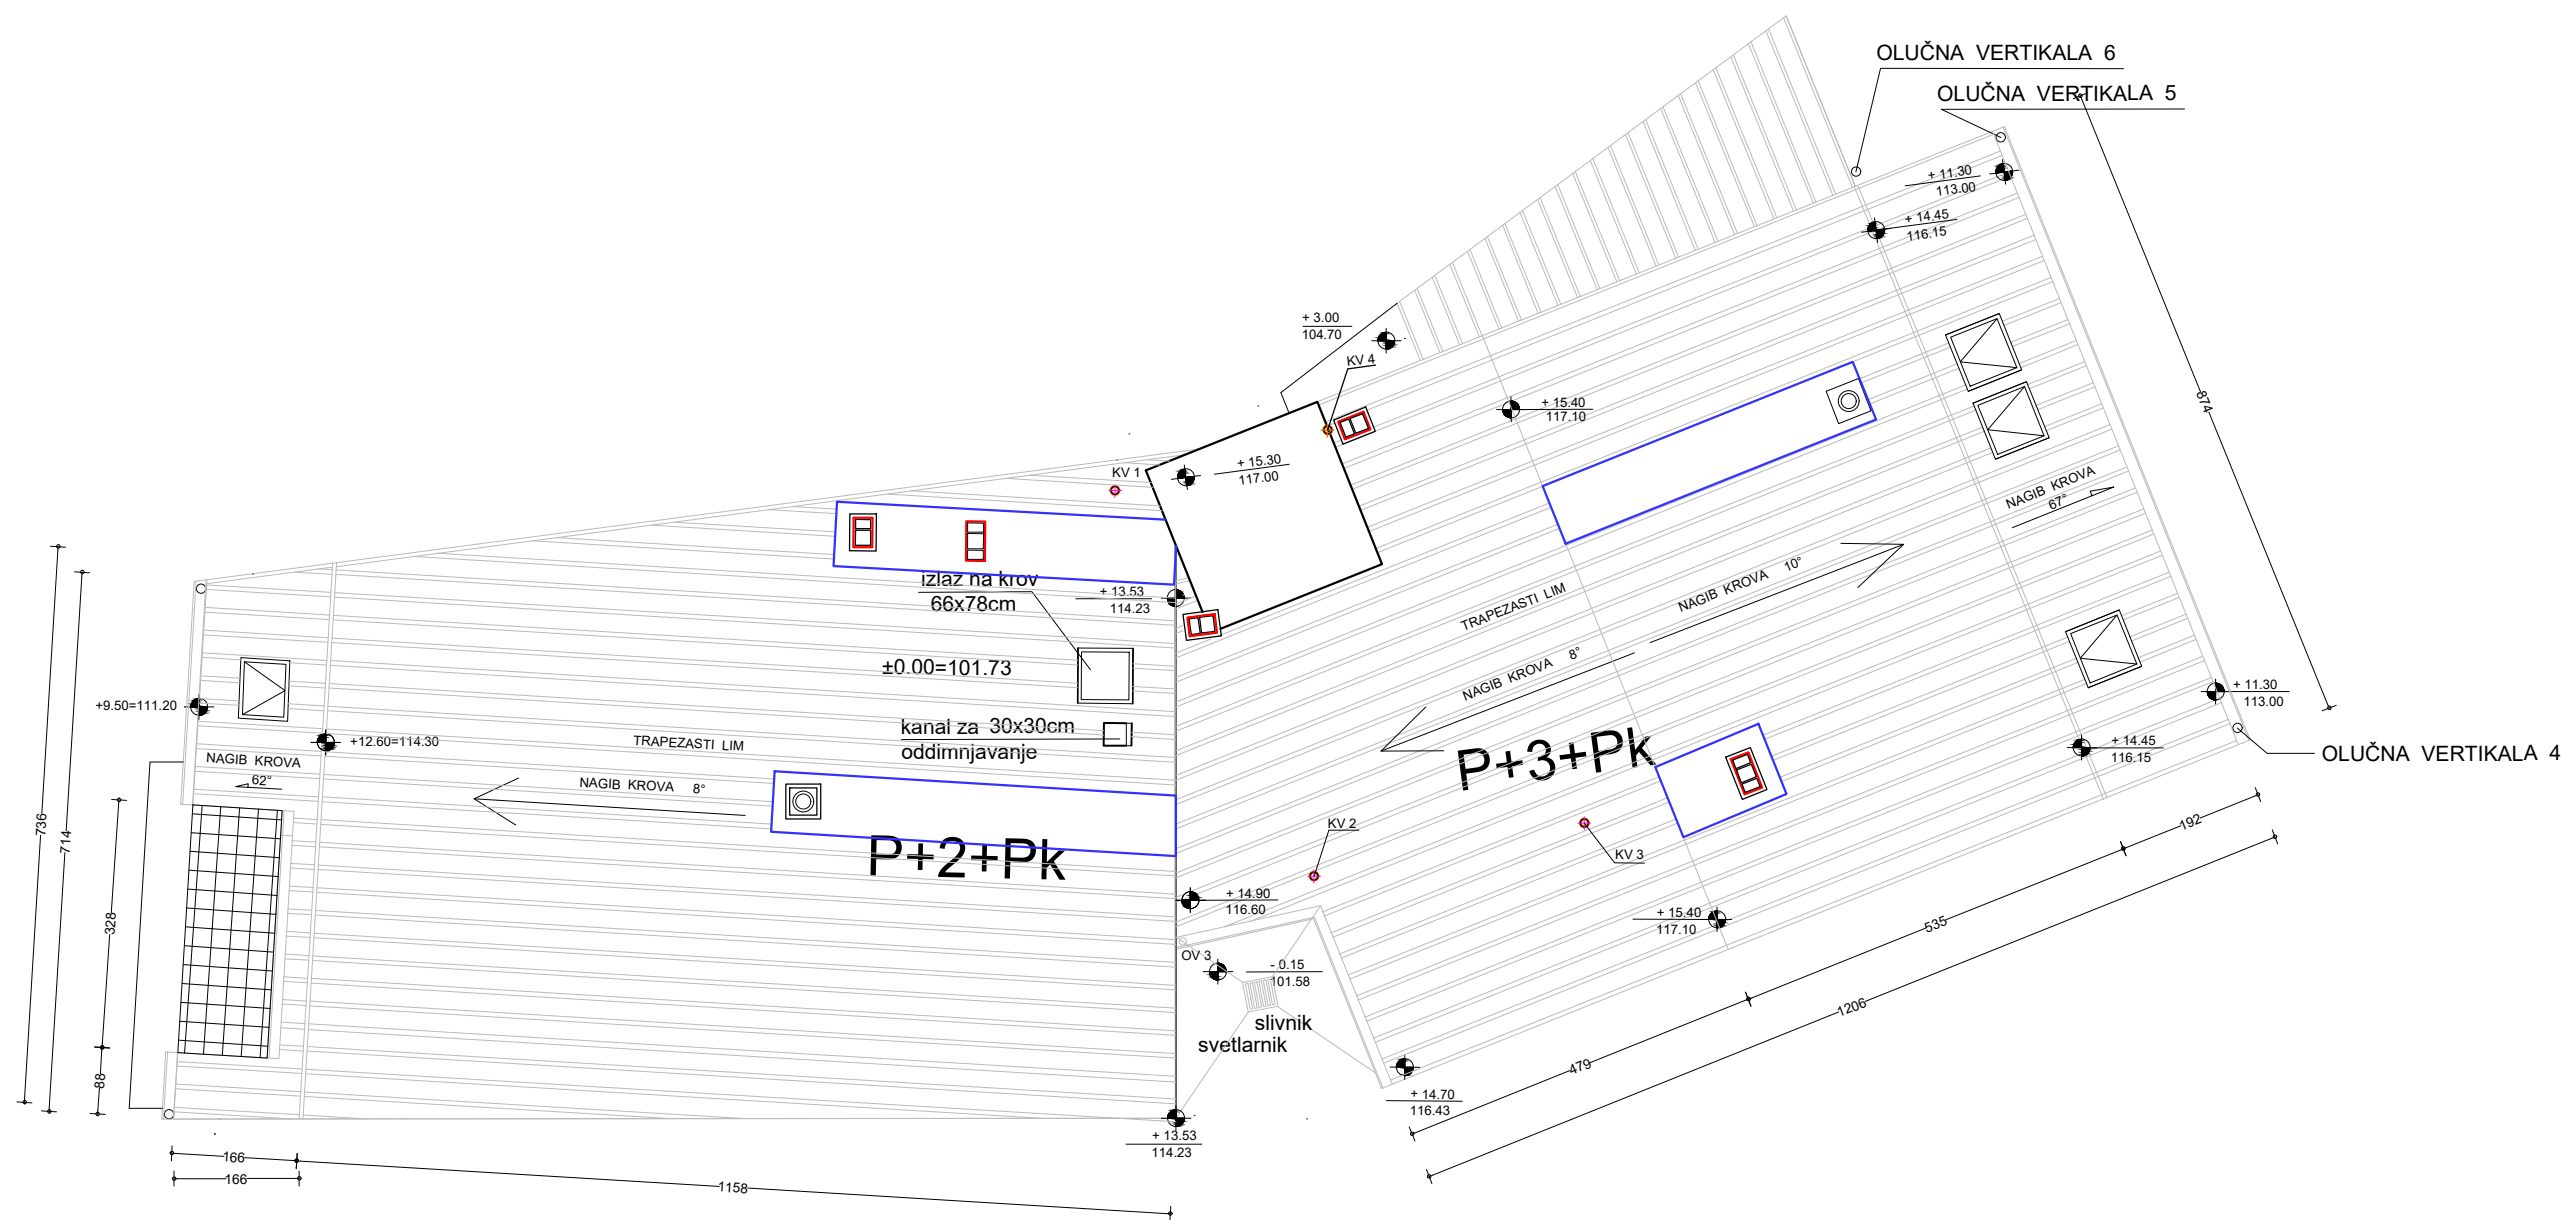 OLUČNA VERTIKALA 6
OLUČNA VERTIKALA 5
+ 11.30
113.00
+ 14.45
116.15
+ 3.00
104.70
KV 4
+ 15.40
117.10
874
+ 15.30
117.00
KV 1
NAGIB KROVA
67°
izlaz na krov
66x78cm
+ 13.53
114.23
TRAPEZASTI LIM
NAGIB KROVA 10°
NAGIB KROVA 8°
±0.00=101.73
+9.50=111.20
kanal za 30x30cm
oddimnjavanje
+12.60=114.30
TRAPEZASTI LIM
NAGIB KROVA
62°
NAGIB KROVA 8°
P+3+Pk
+ 11.30
113.00
+ 14.45
116.15
OLUČNA VERTIKALA 4
736
714
328
88
P+2+Pk
KV 2
KV 3
192
+ 14.90
116.60
+ 15.40
117.10
535
OV 3
- 0.15
101.58
slivnik
svetlarnik
1206
479
+ 14.70
116.43
+ 13.53
114.23
166
166
1158